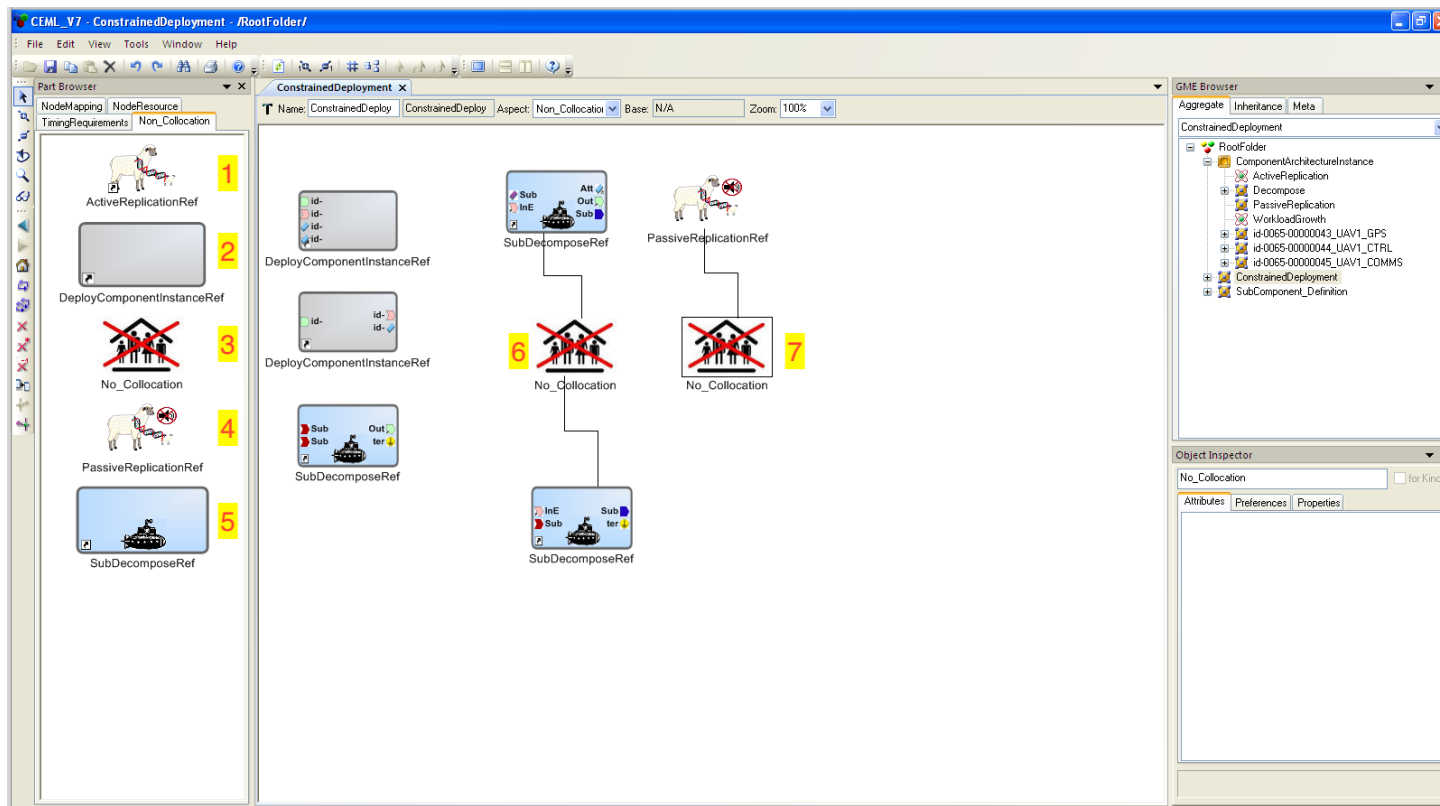 CEML_V7 - ConstrainedDeployment - /RootFolder/
File Edit View Tools Window Help
Part Browser
NodeMapping NodeResource
TimingRequirements Non_Collocation
ActiveReplicationRef
1
DeployComponentInstanceRef
2
No_Collocation
3
PassiveReplicationRef
4
SubDecomposeRef
5
ConstrainedDeployment
Name: ConstrainedDeploy ConstrainedDeploy Aspect: Non_Collocation Base: N/A Zoom: 100%
id-
id-
id-
id-
DeployComponentInstanceRef
id- id-
id-
DeployComponentInstanceRef
Sub Out
Sub ter
SubDecomposeRef
Sub Att
InE Out
Sub
SubDecomposeRef
PassiveReplicationRef
6
No_Collocation
7
No_Collocation
InE Sub
Sub ter
SubDecomposeRef
GME Browser
Aggregate Inheritance Meta
ConstrainedDeployment
RootFolder
ComponentArchitectureInstance
ActiveReplication
Decompose
PassiveReplication
WorkloadGrowth
id-0065-00000043_UAV1_GPS
id-0065-00000044_UAV1_CTRL
id-0065-00000045_UAV1_COMMS
ConstrainedDeployment
SubComponent_Definition
Object Inspector
No_Collocation for Kind
Attributes Preferences Properties